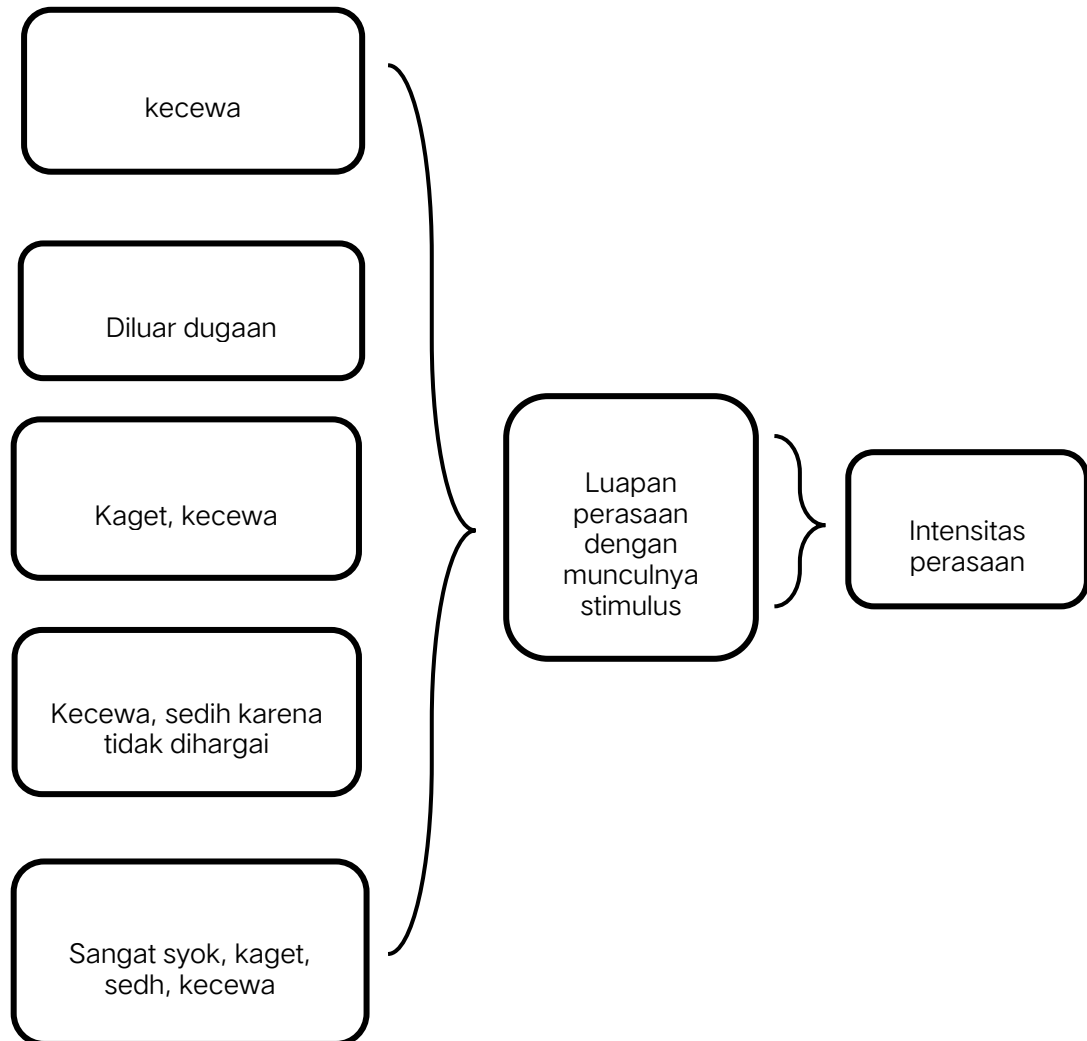 kecewa
Diluar dugaan
Kaget, kecewa
Kecewa, sedih karena
tidak dihargai
Sangat syok, kaget,
sedh, kecewa
Luapan
perasaan
dengan
munculnya
stimulus
Intensitas
perasaan